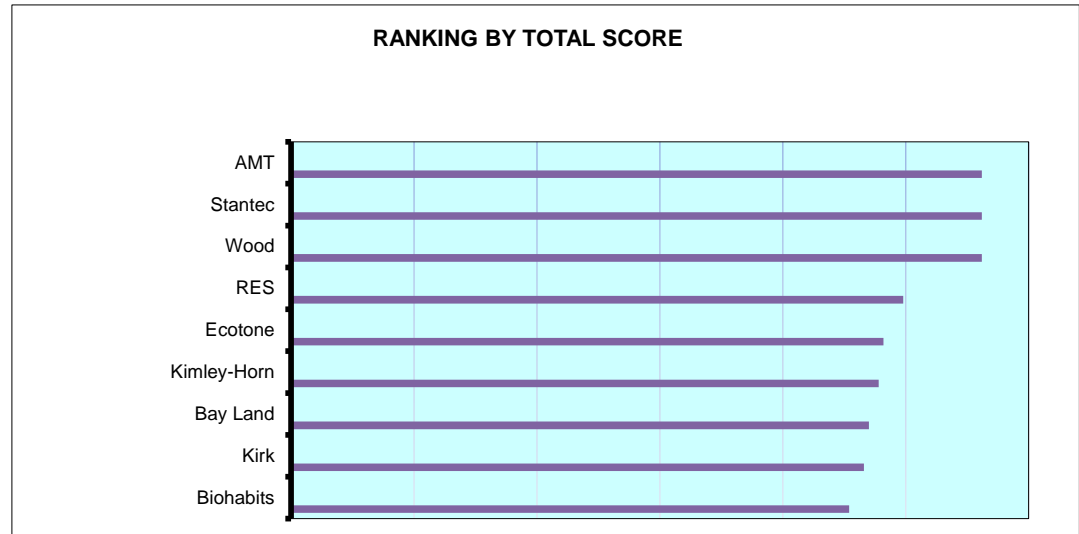 RANKING BY TOTAL SCORE
AMT
Stantec
Wood
RES
Ecotone
Kimley-Horn
Bay Land
Kirk
Biohabits